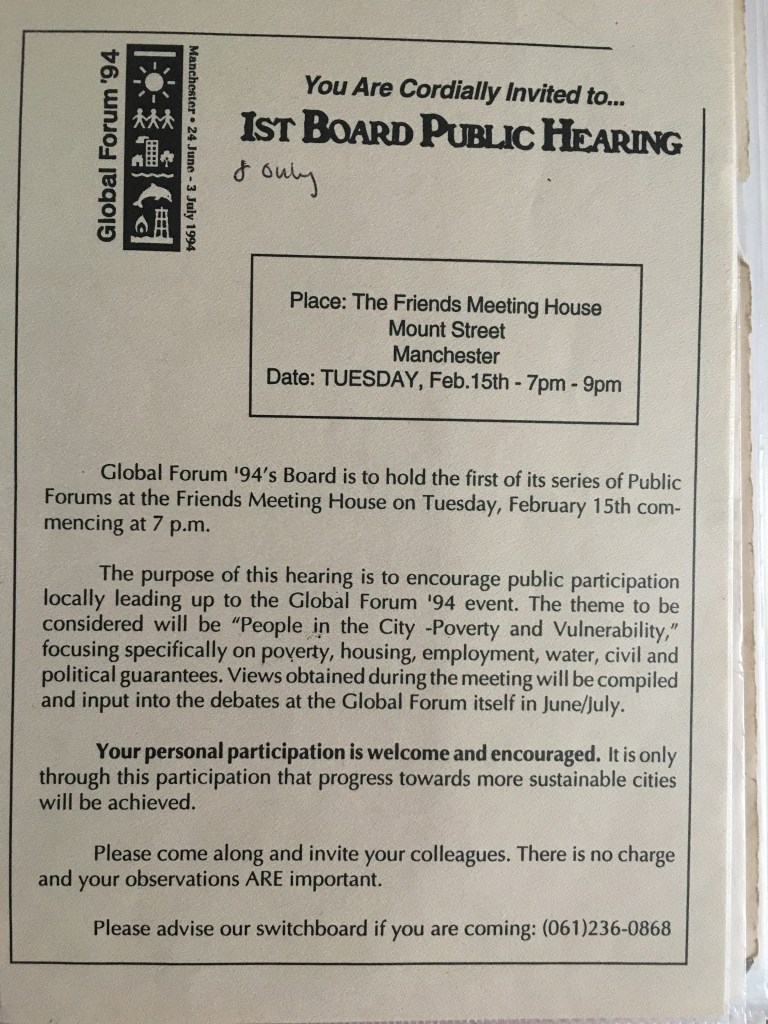 Global Forum '94
Manchester • 24 June - 3 July 1994
You Are Cordially Invited to...
1ST BOARD PUBLIC HEARING
& only
Place: The Friends Meeting House
Mount Street
Manchester
Date: TUESDAY, Feb.15th - 7pm - 9pm
Global Forum '94's Board is to hold the first of its series of Public
Forums at the Friends Meeting House on Tuesday, February 15th com-
mencing at 7 p.m.
The purpose of this hearing is to encourage public participation
locally leading up to the Global Forum '94 event. The theme to be
considered will be “People in the City -Poverty and Vulnerability,”
focusing specifically on poverty, housing, employment, water, civil and
political guarantees. Views obtained during the meeting will be compiled
and input into the debates at the Global Forum itself in June/July.
Your personal participation is welcome and encouraged. It is only
through this participation that progress towards more sustainable cities
will be achieved.
Please come along and invite your colleagues. There is no charge
and your observations ARE important.
Please advise our switchboard if you are coming: (061)236-0868